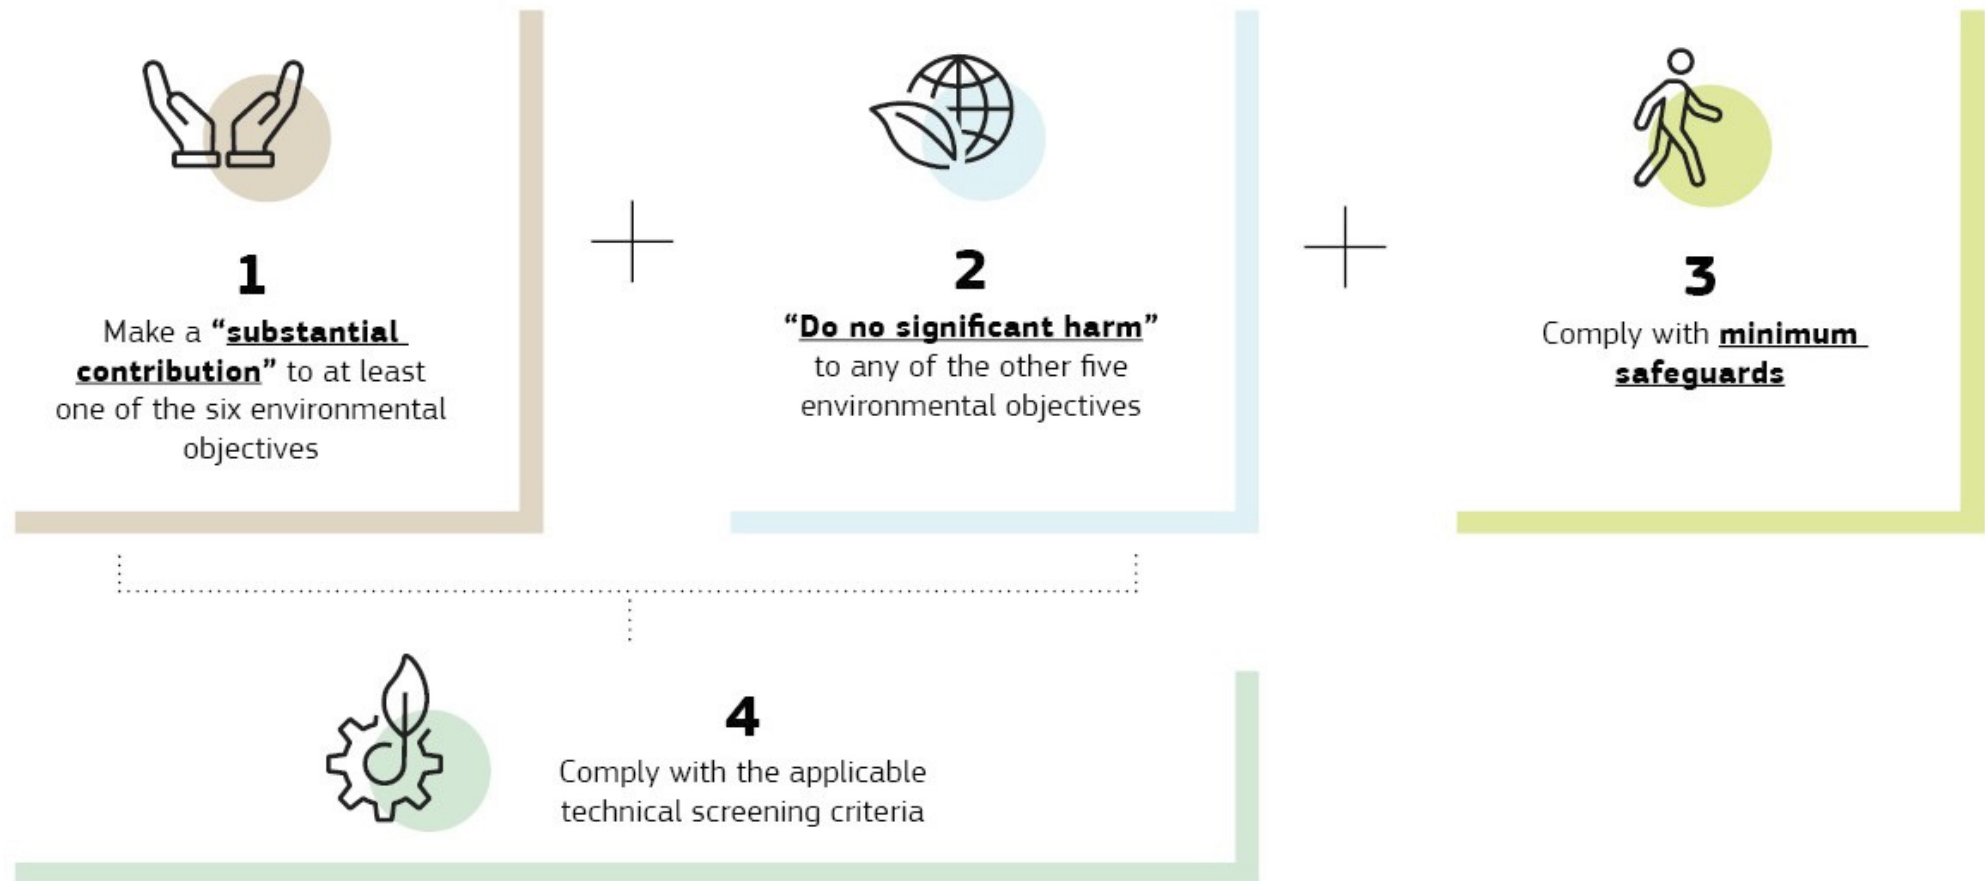 1
Make a “substantial
contribution” to at least
one of the six environmental
objectives
2
“Do no significant harm”
to any of the other five
environmental objectives
3
Comply with minimum
safeguards
4
Comply with the applicable
technical screening criteria